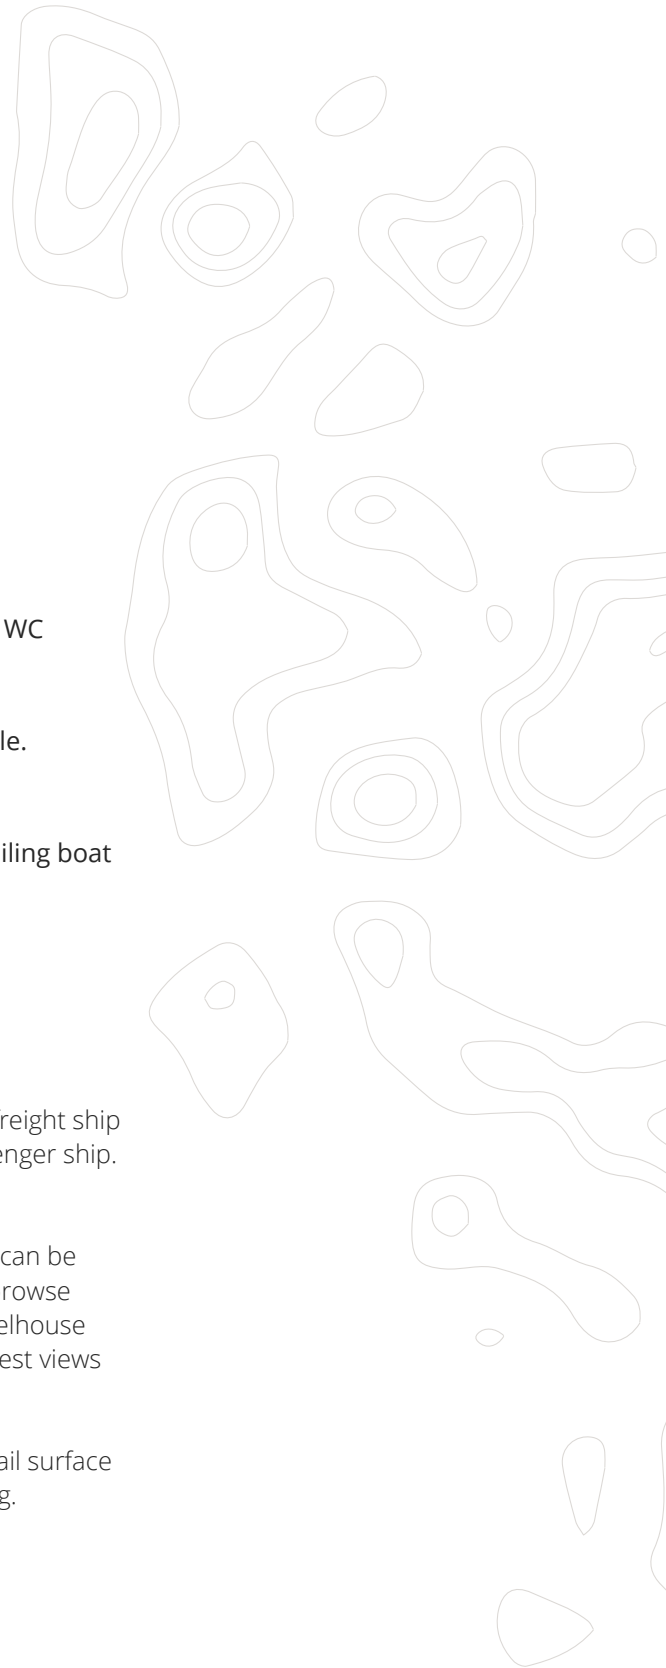 WC
le.
iling boat
reight ship
enger ship.
can be
rowse
elhouse
est views
ail surface
g.